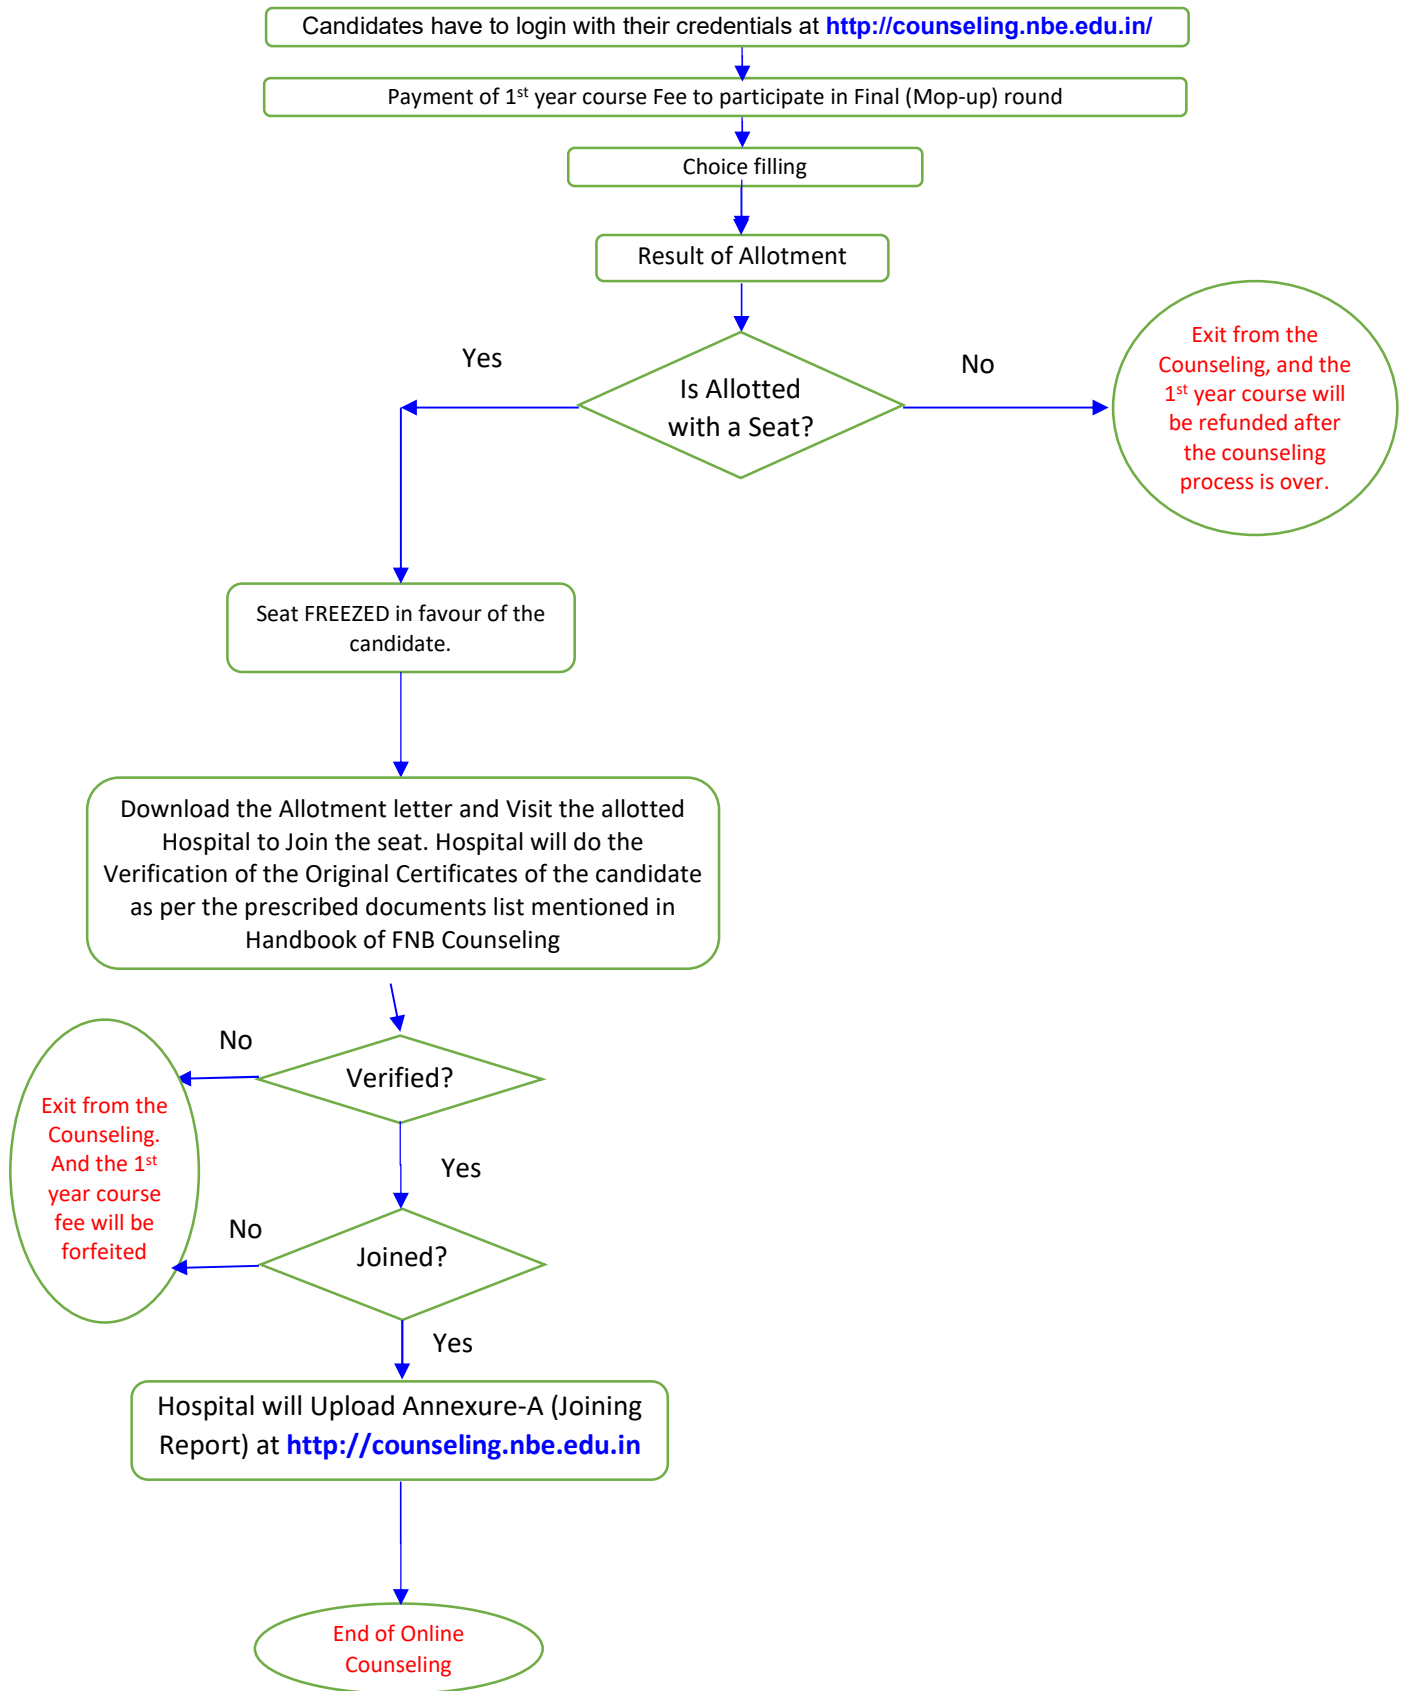 Candidates have to login with their credentials at http://counseling.nbe.edu.in/
Payment of 1st year course Fee to participate in Final (Mop-up) round
Choice filling
Result of Allotment
Yes
No
Is Allotted
with a Seat?
Exit from the
Counseling, and the
1st year course will
be refunded after
the counseling
process is over.
Seat FREEZED in favour of the
candidate.
Download the Allotment letter and Visit the allotted
Hospital to Join the seat. Hospital will do the
Verification of the Original Certificates of the candidate
as per the prescribed documents list mentioned in
Handbook of FNB Counseling
No
Verified?
Exit from the
Counseling.
And the 1st
year course
fee will be
forfeited
Yes
No
Joined?
Yes
Hospital will Upload Annexure-A (Joining
Report) at http://counseling.nbe.edu.in
End of Online
Counseling